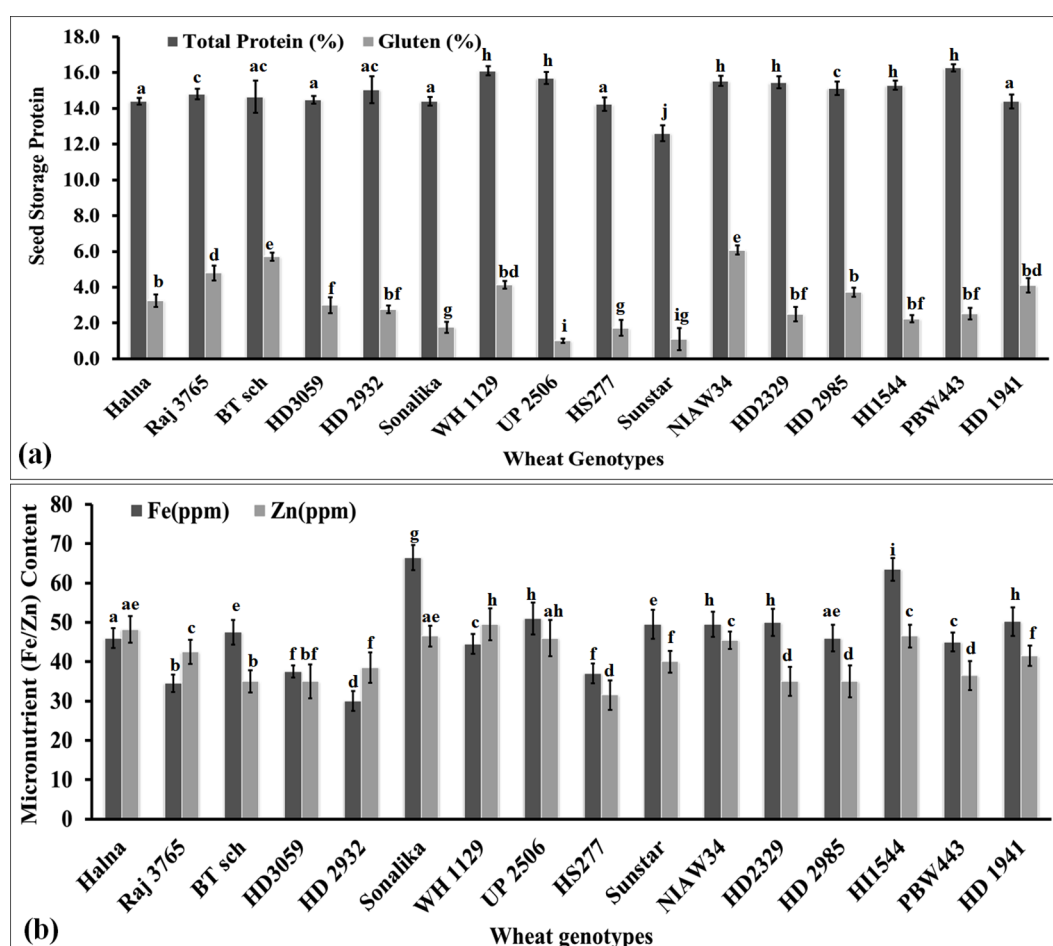 18.0
16.0
14.0
12.0
10.0
8.0
6.0
4.0
2.0
0.0
Seed Storage Protein
Total Protein (%) Gluten (%)
a c ac a ac a h h a j h h c h h a
b d e f bf g bd i g ig e bf b bf bf bd
Halna Raj 3765 BT sch HD3059 HD 2932 Sonalika WH 1129 UP 2506 HS277 Sunstar NIAW34 HD2329 HD 2985 HI1544 PBW443 HD 1941
(a)
Wheat Genotypes
80
70
60
50
40
30
20
10
0
Micronutrient (Fe/Zn) Content
Fe(ppm) Zn(ppm)
a ae b c e b f bf d f g ae c h h ah f d e f h c h d ae d i c c d h c
Halna Raj 3765 BT sch HD3059 HD 2932 Sonalika WH 1129 UP 2506 HS277 Sunstar NIAW34 HD2329 HD 2985 HI1544 PBW443 HD 1941
(b)
Wheat genotypes